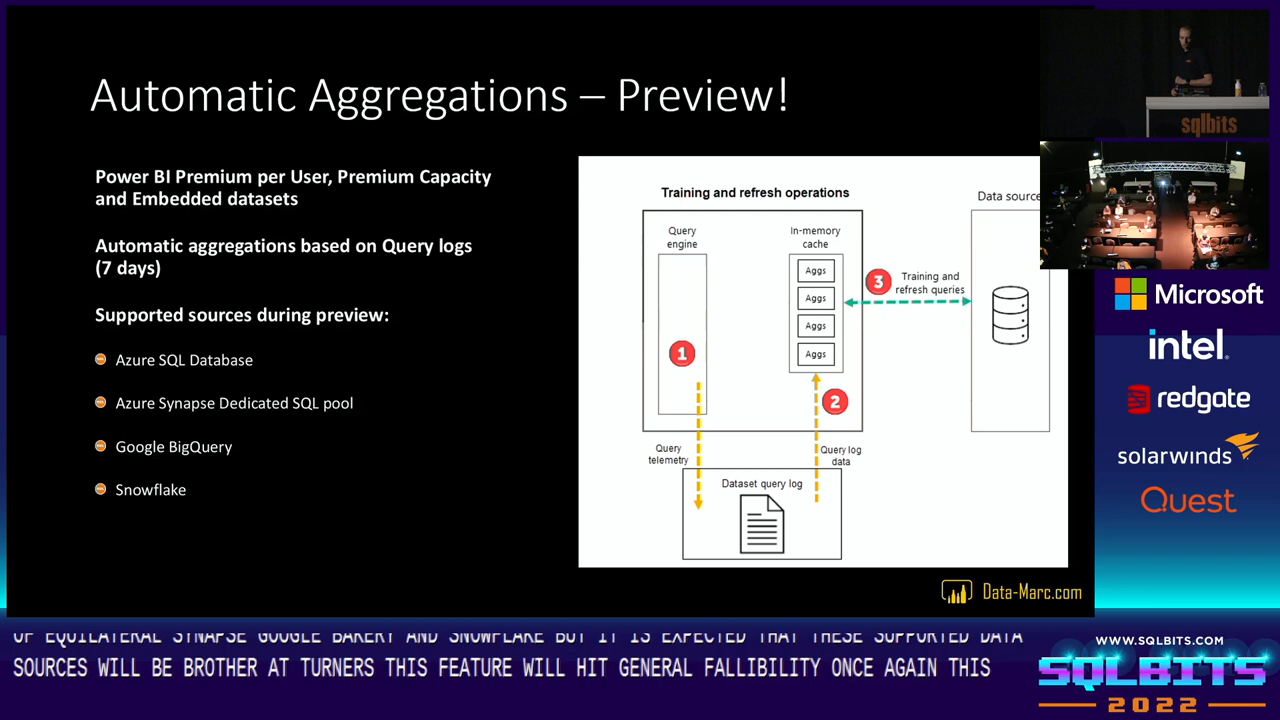 Automatic Aggregations – Preview!
Power BI Premium per User, Premium Capacity
and Embedded datasets
Automatic aggregations based on Query logs
(7 days)
Supported sources during preview:
Azure SQL Database
Azure Synapse Dedicated SQL pool
Google BigQuery
Snowflake
Training and refresh operations
Query
engine
In-memory
cache
Aggs
Aggs
Aggs
Aggs
1
2
3
Training and
refresh queries
Data source
Query
telemetry
Query log
data
Dataset query log
Data-Marc.com
sqlbits
Microsoft
intel.
redgate
solarwinds
Quest
OF EQUILATERAL SYNAPSE GOOGLE BAKERY AND SNOWFLAKE BUT IT IS EXPECTED THAT THESE SUPPORTED DATA
SOURCES WILL BE BROTHER AT TURNERS THIS FEATURE WILL HIT GENERAL FALLIBILITY ONCE AGAIN THIS
WWW.SQLBITS.COM
SQLBITS
2022